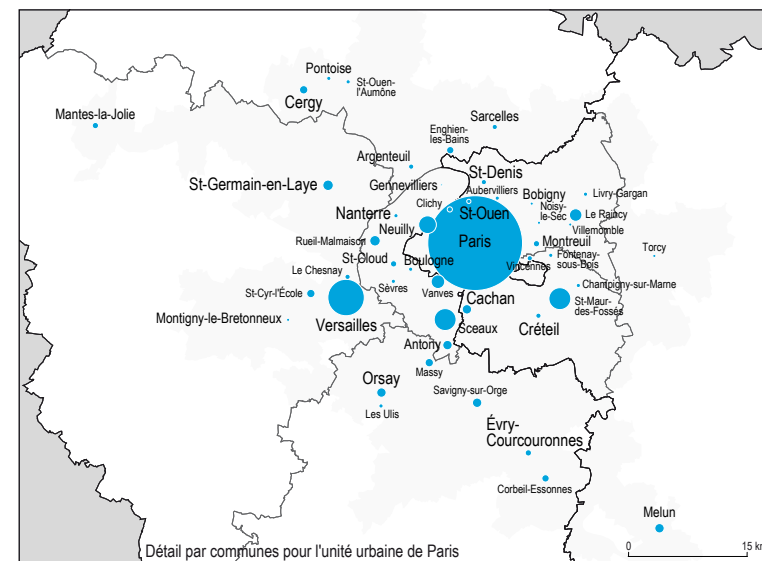 Pontoise
St-Ouen-
l'Aumône
Cergy
Mantes-la-Jolie
Sarcelles
Enghien-
les-Bains
Argenteuil
St-Denis
St-Germain-en-Laye
Gennevilliers
Aubervilliers
Bobigny
Livry-Gargan
Clichy
St-Ouen
Noisy-
le-Sec
Le Raincy
Nanterre
Neuilly
Villemomble
Rueil-Malmaison
Paris
Montreuil
Torcy
St-Cloud
Boulogne
Vincennes
Fontenay-
sous-Bois
Le Chesnay
Sèvres
Champigny-sur-Marne
St-Cyr-l'École
Vanves
Cachan
St-Maur-
des-Fossés
Montigny-le-Bretonneux
Versailles
Sceaux
Créteil
Antony
Massy
Orsay
Savigny-sur-Orge
Les Ulis
Évry-
Courcouronnes
Corbeil-Essonnes
Melun
Détail par communes pour l'unité urbaine de Paris
0 15 km